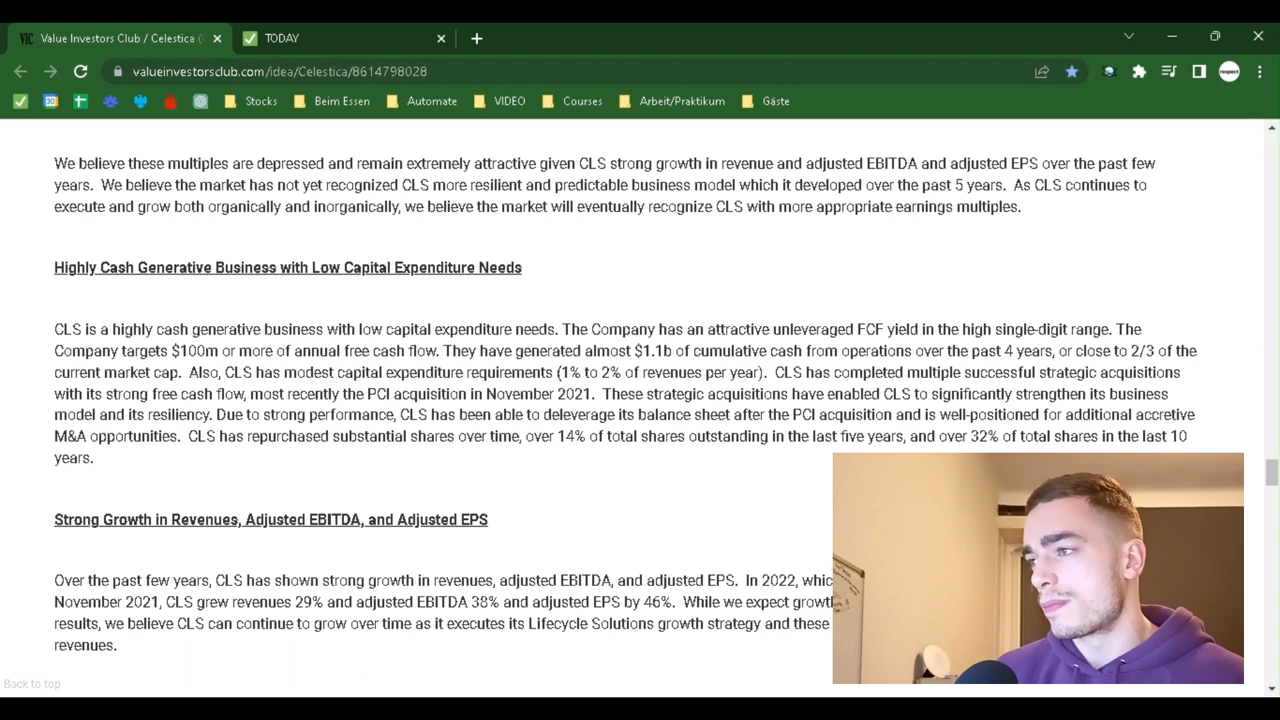 VIC Value Investors Club / Celestica (
TODAY
valueinvestorsclub.com/idea/Celestica/8614798028
respect
30 Stocks Beim Essen Automate VIDEO Courses Arbeit/Praktikum Gäste
We believe these multiples are depressed and remain extremely attractive given CLS strong growth in revenue and adjusted EBITDA and adjusted EPS over the past few
years. We believe the market has not yet recognized CLS more resilient and predictable business model which it developed over the past 5 years. As CLS continues to
execute and grow both organically and inorganically, we believe the market will eventually recognize CLS with more appropriate earnings multiples.
Highly Cash Generative Business with Low Capital Expenditure Needs
CLS is a highly cash generative business with low capital expenditure needs. The Company has an attractive unleveraged FCF yield in the high single-digit range. The
Company targets $100m or more of annual free cash flow. They have generated almost $1.1b of cumulative cash from operations over the past 4 years, or close to 2/3 of the
current market cap. Also, CLS has modest capital expenditure requirements (1% to 2% of revenues per year). CLS has completed multiple successful strategic acquisitions
with its strong free cash flow, most recently the PCI acquisition in November 2021. These strategic acquisitions have enabled CLS to significantly strengthen its business
model and its resiliency. Due to strong performance, CLS has been able to deleverage its balance sheet after the PCI acquisition and is well-positioned for additional accretive
M&A opportunities. CLS has repurchased substantial shares over time, over 14% of total shares outstanding in the last five years, and over 32% of total shares in the last 10
years.
Strong Growth in Revenues, Adjusted EBITDA, and Adjusted EPS
Over the past few years, CLS has shown strong growth in revenues, adjusted EBITDA, and adjusted EPS. In 2022, whic
November 2021, CLS grew revenues 29% and adjusted EBITDA 38% and adjusted EPS by 46%. While we expect growth
results, we believe CLS can continue to grow over time as it executes its Lifecycle Solutions growth strategy and these
revenues.
Back to top